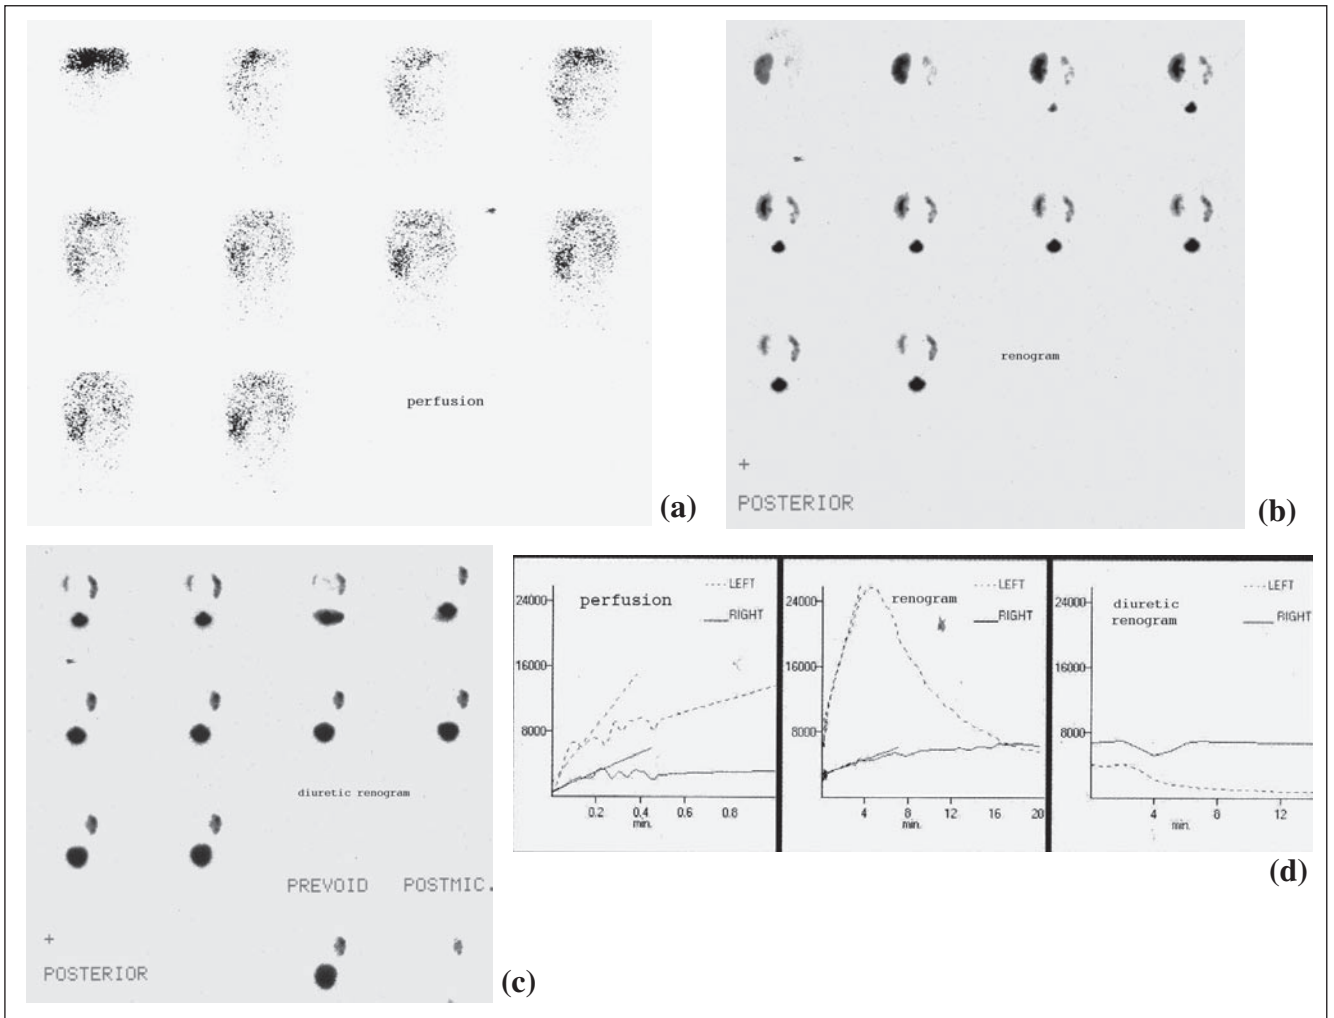 perfusion
(a)
renogram
+
POSTERIOR
(b)
diuretic renogram
PREVOID POSTMIC.
+
POSTERIOR
(c)
24000
16000
8000
perfusion
LEFT
RIGHT
0.2 0.4 0.6 0.8
min.
24000
16000
8000
renogram
LEFT
RIGHT
4 8 12 16 20
min.
24000
16000
8000
diuretic
renogram
LEFT
RIGHT
4 8 12
min.
(d)